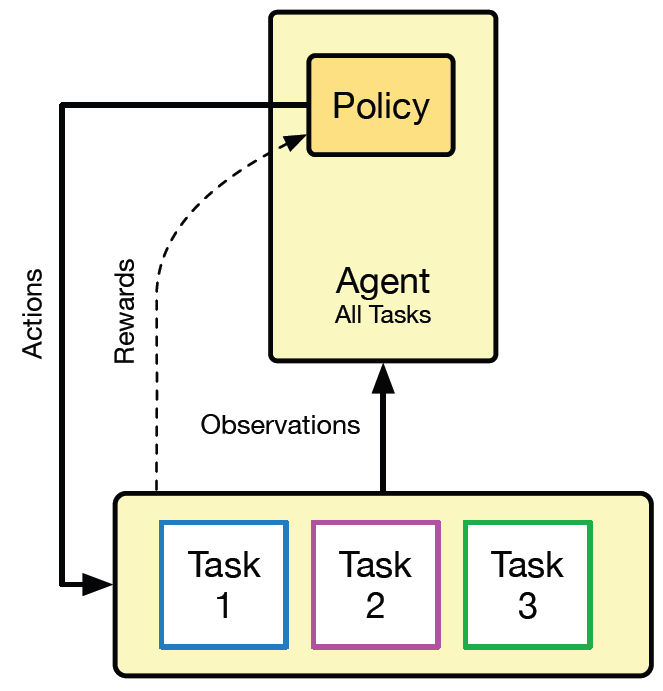 Policy
Agent
All Tasks
Actions
Rewards
Observations
Task
1
Task
2
Task
3